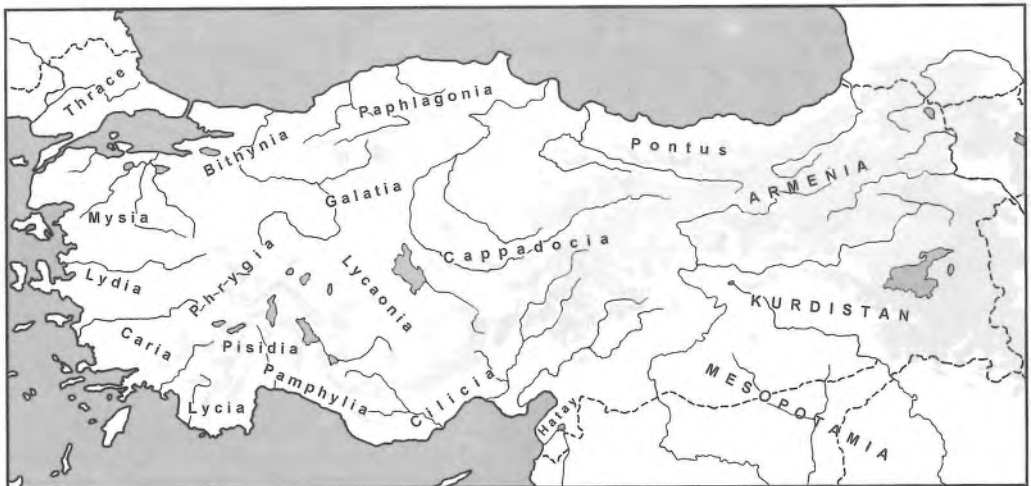 Thrace
Paphlagonia
Bithynia
Pontus
Galatia
ARMENIA
Mysia
Cappadocia
Phrygia
Lycaonia
Lydia
KURDISTAN
Caria
Pisidia
Pamphylia
Cilicia
Lycia
Hatay
MESOPOTAMIA